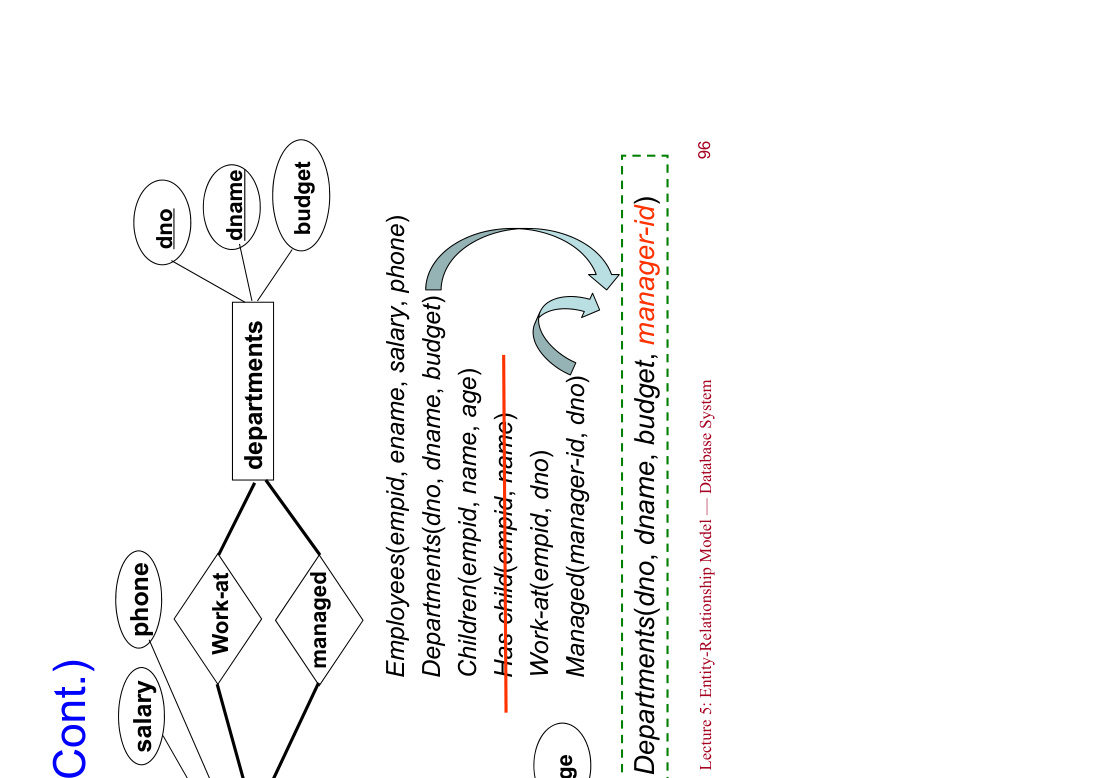 Cont.)
salary
phone
Work-at
managed
departments
dno
dname
budget
Employees(empid, ename, salary, phone)
Departments(dno, dname, budget)
Children(empid, name, age)
Has-child(empid, name)
Work-at(empid, dno)
Managed(manager-id, dno)
ge
Departments(dno, dname, budget, manager-id)
Lecture 5: Entity-Relationship Model — Database System
96